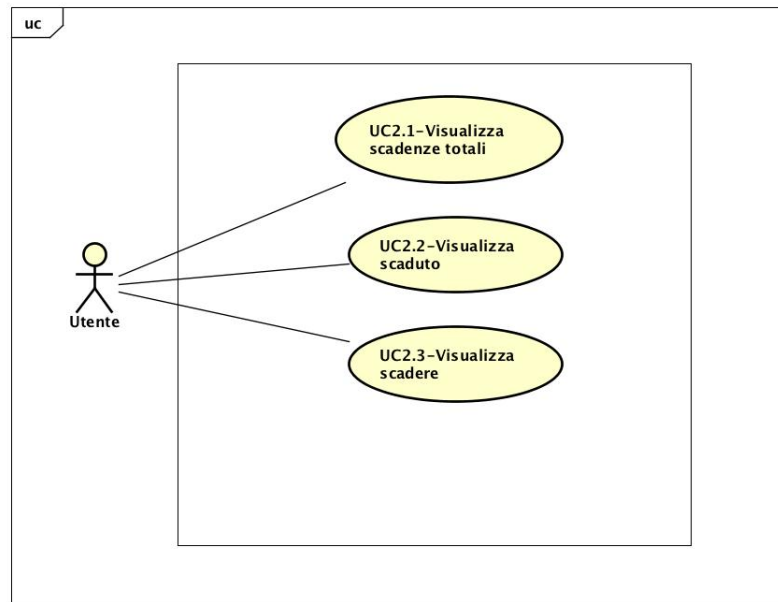 uc
UC2.1-Visualizza
scadenze totali
UC2.2-Visualizza
scaduto
UC2.3-Visualizza
scadere
Utente